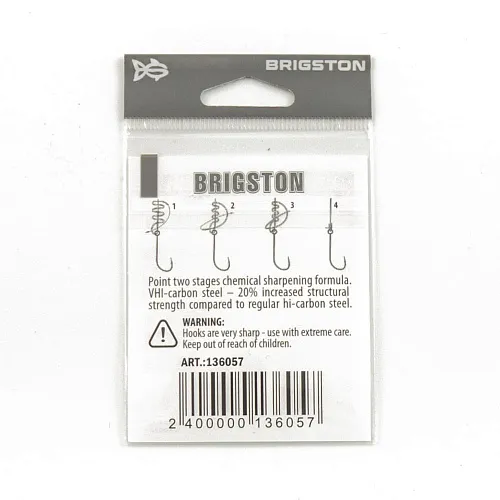 BRIGSTON
BRIGSTON
1 2 3 4
Point two stages chemical sharpening formula.
VHI-carbon steel – 20% increased structural
strength compared to regular hi-carbon steel.
WARNING:
Hooks are very sharp - use with extreme care.
Keep out of reach of children.
ART.:136057
2 400000 136057